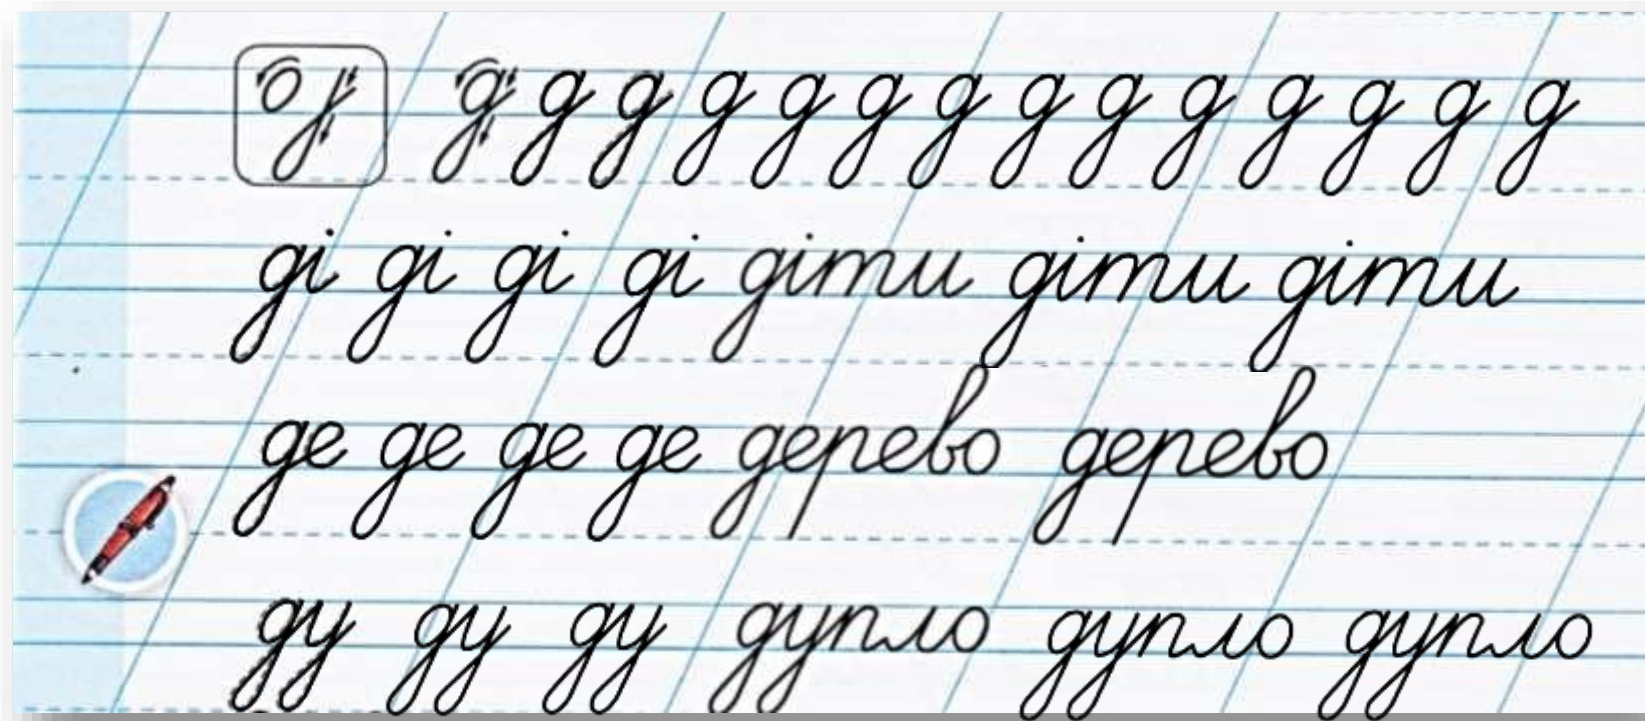 д д д д д д д д д д д д д д
ді ді ді ді діти діти діти
де де де де дерево дерево
ду ду ду дупло дупло дупло